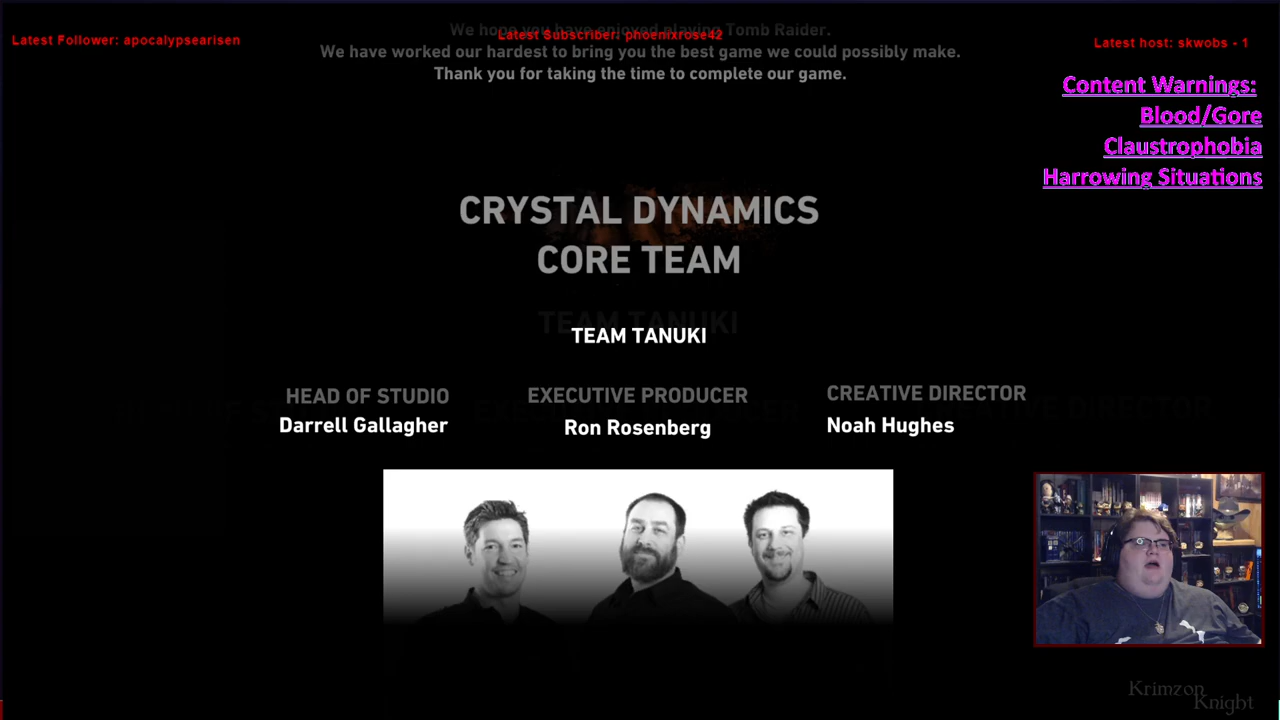 We hope you have enjoyed playing Tomb Raider.
Latest Follower: apocalypsearisen
Latest Subscriber: phoenixrose42
Latest host: skwobs - 1
We have worked our hardest to bring you the best game we could possibly make.
Thank you for taking the time to complete our game.
Content Warnings:
Blood/Gore
Claustrophobia
Harrowing Situations
CRYSTAL DYNAMICS
CORE TEAM
TEAM TANUKI
TEAM TANUKI
HEAD OF STUDIO
Darrell Gallagher
EXECUTIVE PRODUCER
Ron Rosenberg
CREATIVE DIRECTOR
Noah Hughes
Krimzon
Knight